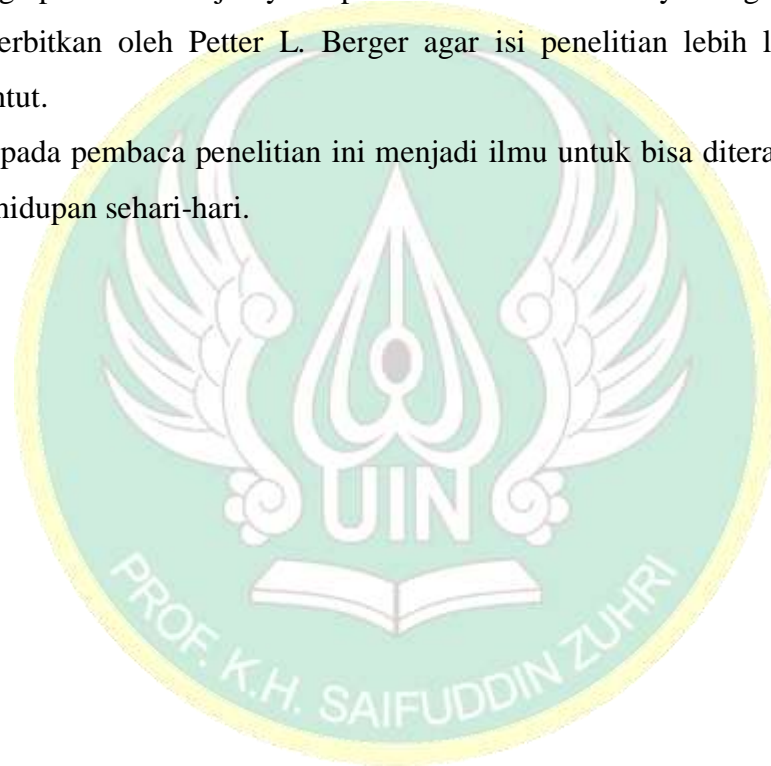 erbitkan oleh Petter L. Berger agar isi penelitian lebih
ntut.
pada pembaca penelitian ini menjadi ilmu untuk bisa
hidupan sehari-hari.
UIN
PROF. K.H. SAIFUDDIN ZUHRI